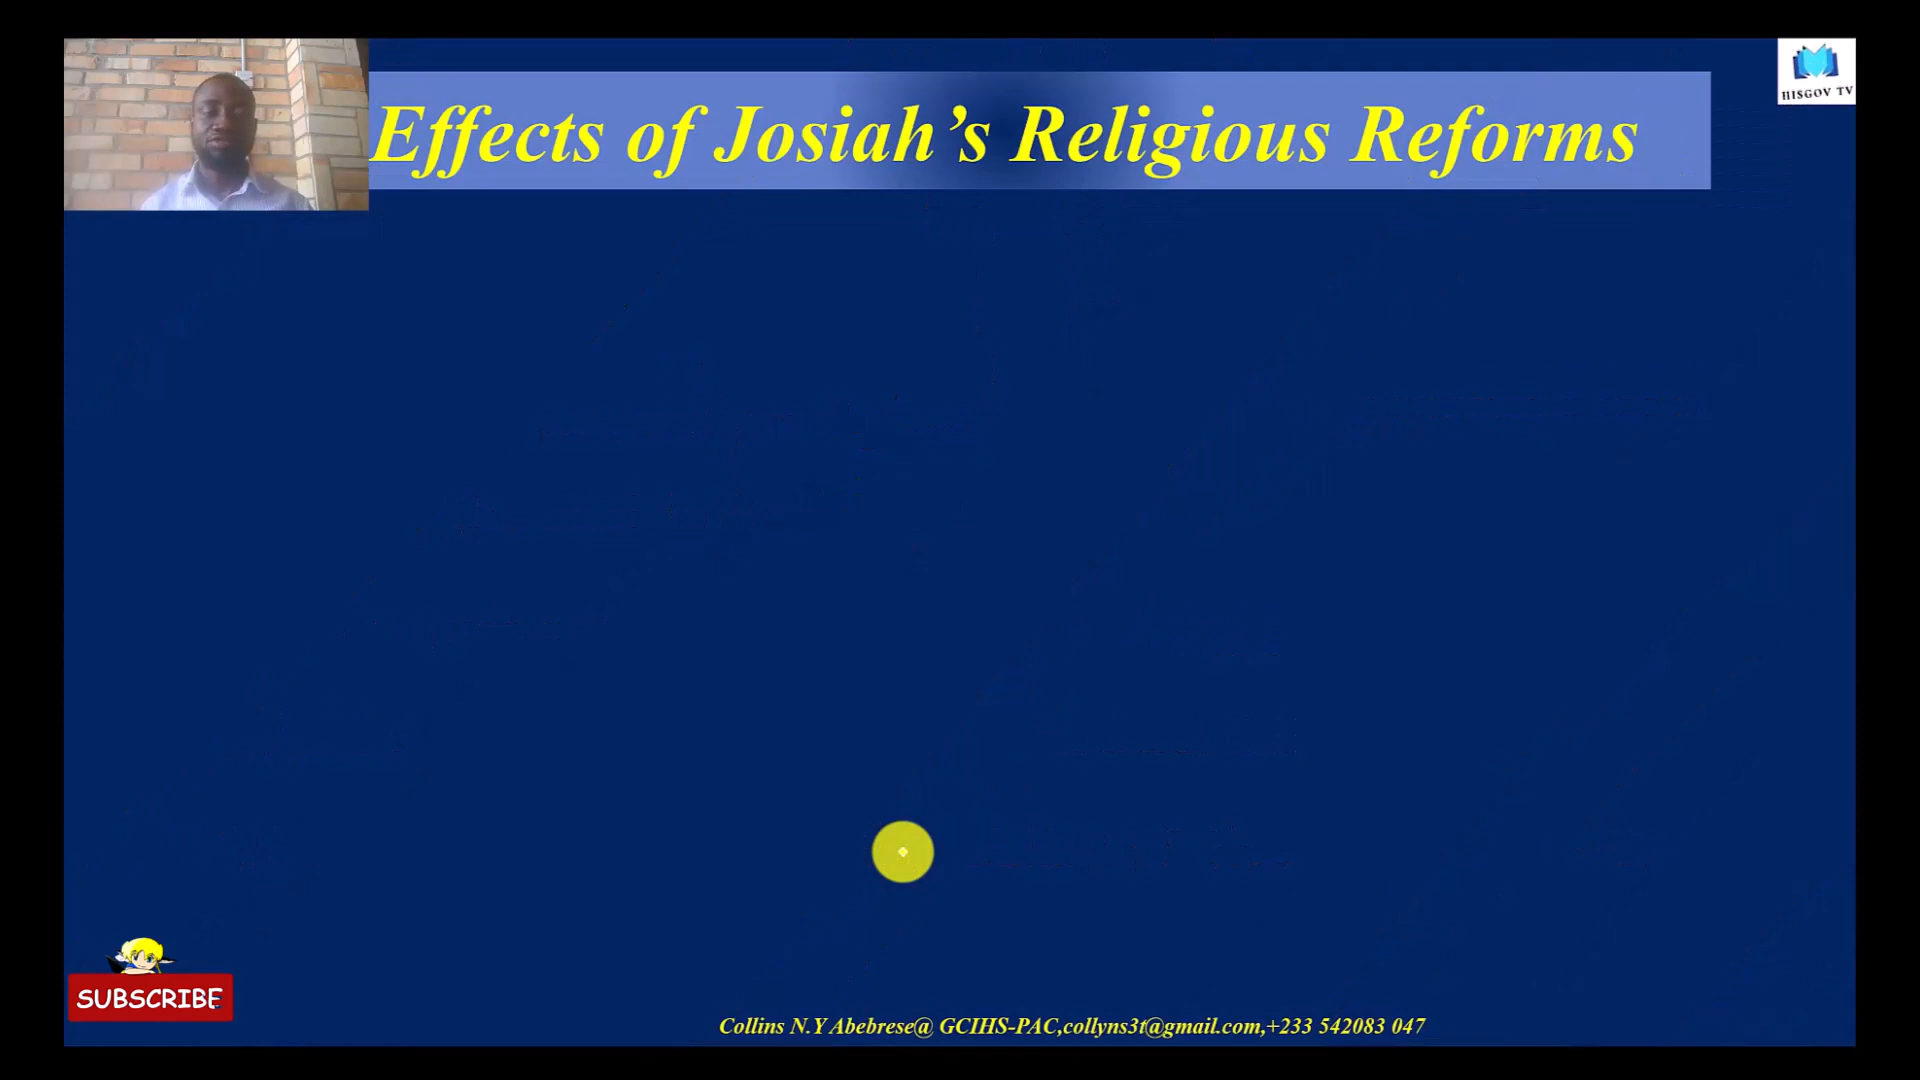 Effects of Josiah’s Religious Reforms
HISGOV TV
SUBSCRIBE
Collins N.Y Abebrese@ GCIHS-PAC,collyns3t@gmail.com,+233 542083 047